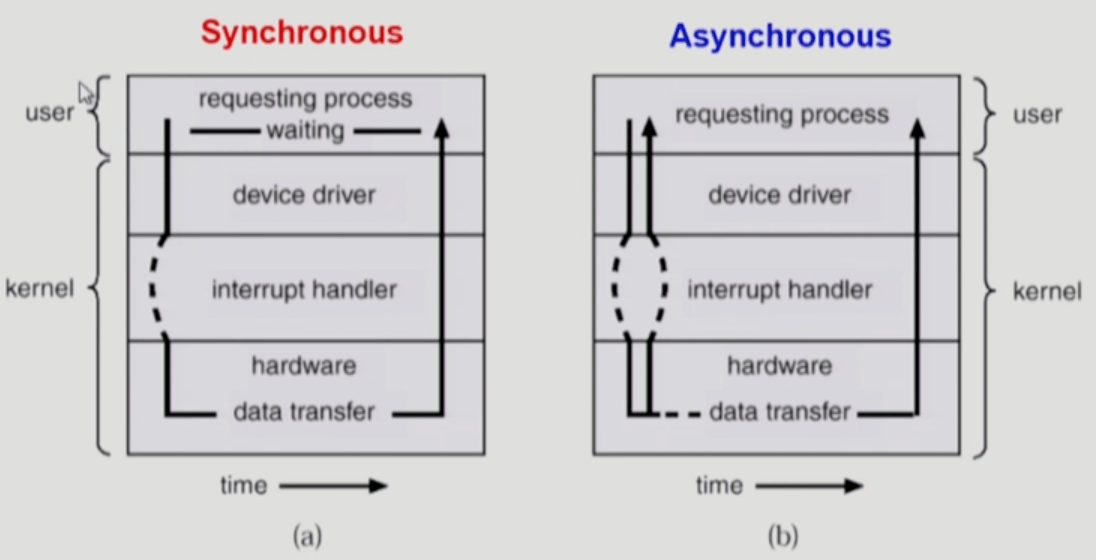 Synchronous
user
requesting process
waiting
device driver
kernel
interrupt handler
hardware
data transfer
time
(a)
Asynchronous
requesting process
user
device driver
interrupt handler
kernel
hardware
data transfer
time
(b)